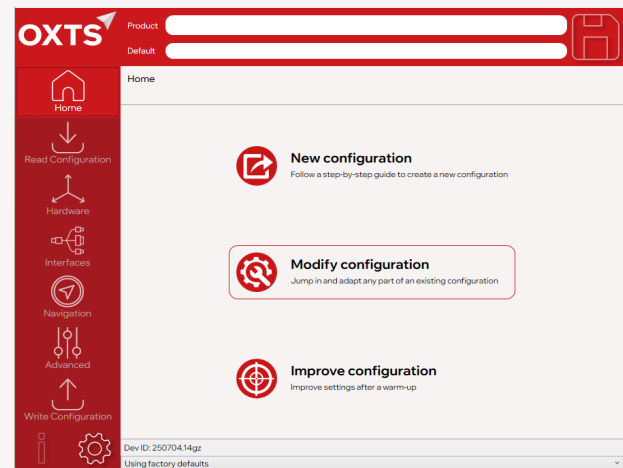 OXTS
Product
Default
Home
Home
Read Configuration
Hardware
Interfaces
Navigation
Advanced
Write Configuration
New configuration
Follow a step-by-step guide to create a new configuration
Modify configuration
Jump in and adapt any part of an existing configuration
Improve configuration
Improve settings after a warm-up
Dev ID: 250704.14gz
Using factory defaults